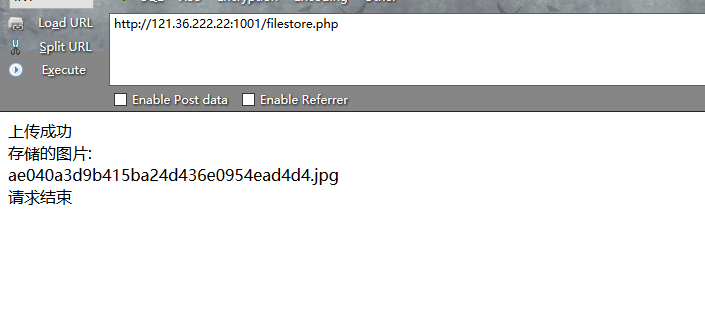 Load URL
http://121.36.222.22:1001/filestore.php
Split URL
Execute
Enable Post data
Enable Referrer
上传成功
存储的图片:
ae040a3d9b415ba24d436e0954ead4d4.jpg
请求结束